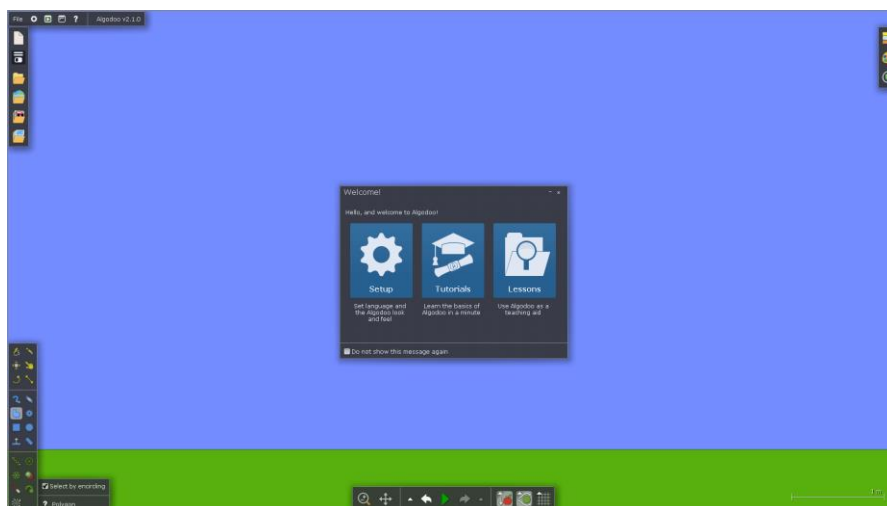 File ? Algodoo v2.1.0
Welcome!
Hello, and welcome to Algodoo!
Setup
Tutorials
Lessons
Set language and
the Algodoo look
and feel
Learn the basics of
Algodoo in a minute
Use Algodoo as a
teaching aid
Do not show this message again
Select by encircling
? Polygon